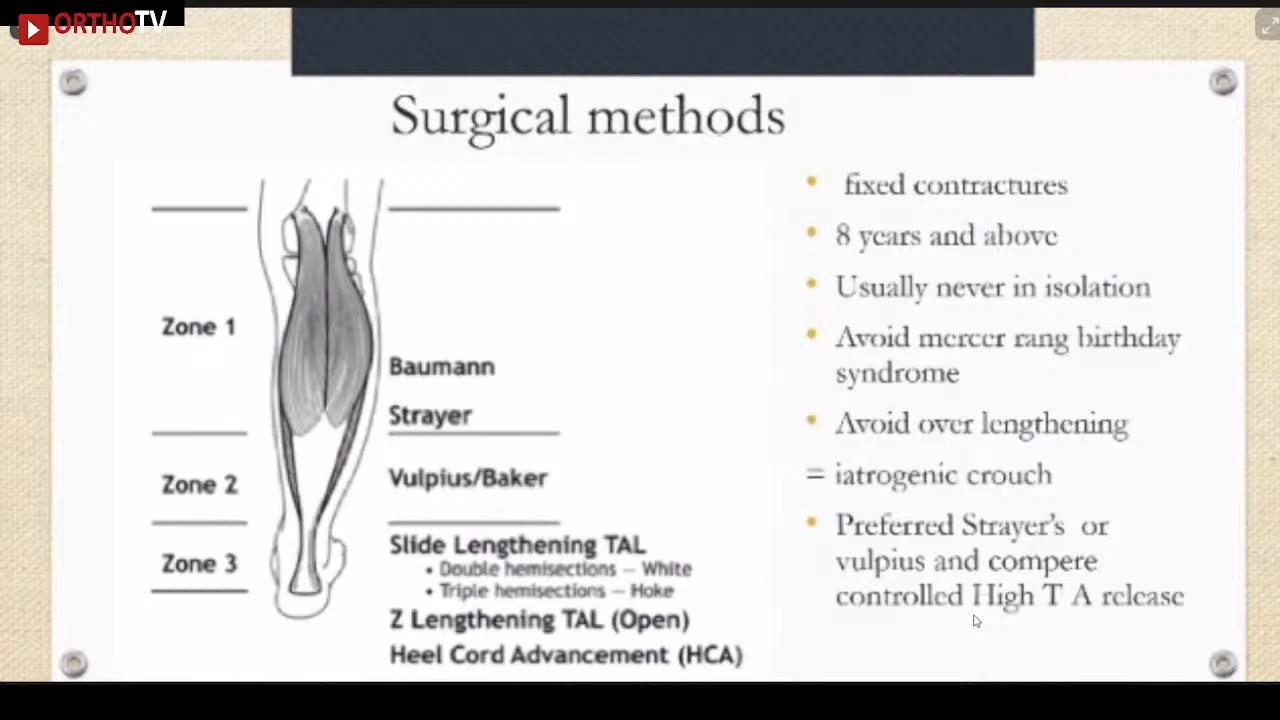 ORTHOTV
Surgical methods
Zone 1
Zone 2
Zone 3
Baumann
Strayer
Vulpius/Baker
Slide Lengthening TAL
• Double hemisections – White
• Triple hemisections – Hoke
Z Lengthening TAL (Open)
Heel Cord Advancement (HCA)
• fixed contractures
• 8 years and above
• Usually never in isolation
• Avoid mercer rang birthday
syndrome
• Avoid over lengthening
= iatrogenic crouch
• Preferred Strayer's or
vulpius and compere
controlled High T A release